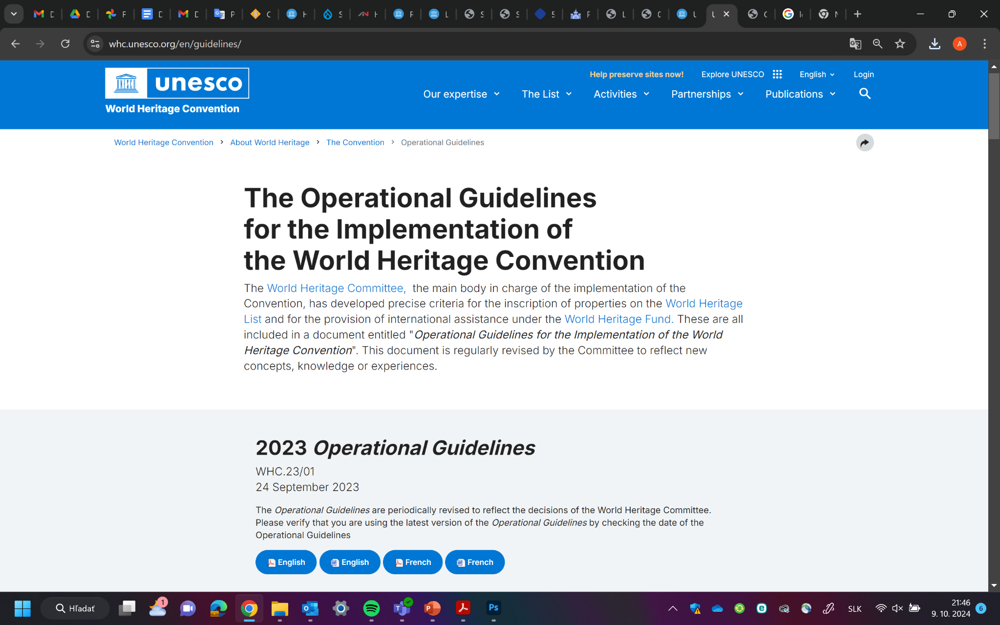 whc.unesco.org/en/guidelines/
A
unesco
UNESCO
World Heritage Convention
Help preserve sites now!
Explore UNESCO
English
Login
Our expertise
The List
Activities
Partnerships
Publications
World Heritage Convention > About World Heritage > The Convention > Operational Guidelines
The Operational Guidelines
for the Implementation of
the World Heritage Convention
The World Heritage Committee, the main body in charge of the implementation of the
Convention, has developed precise criteria for the inscription of properties on the World Heritage
List and for the provision of international assistance under the World Heritage Fund. These are all
included in a document entitled "Operational Guidelines for the Implementation of the World
Heritage Convention". This document is regularly revised by the Committee to reflect new
concepts, knowledge or experiences.
2023 Operational Guidelines
WHC.23/01
24 September 2023
The Operational Guidelines are periodically revised to reflect the decisions of the World Heritage Committee.
Please verify that you are using the latest version of the Operational Guidelines by checking the date of the
Operational Guidelines
English
English
French
French
Hľadať
1
Ps
SLK
21:46
9. 10. 2024
6